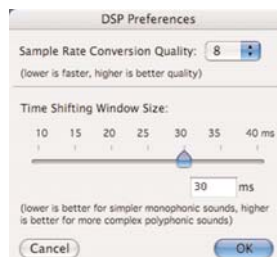 DSP Preferences
Sample Rate Conversion Quality: 8
(lower is faster, higher is better quality)
Time Shifting Window Size:
10 15 20 25 30 35 40 ms
30 ms
(lower is better for simpler monophonic sounds, higher
is better for more complex polyphonic sounds)
Cancel OK